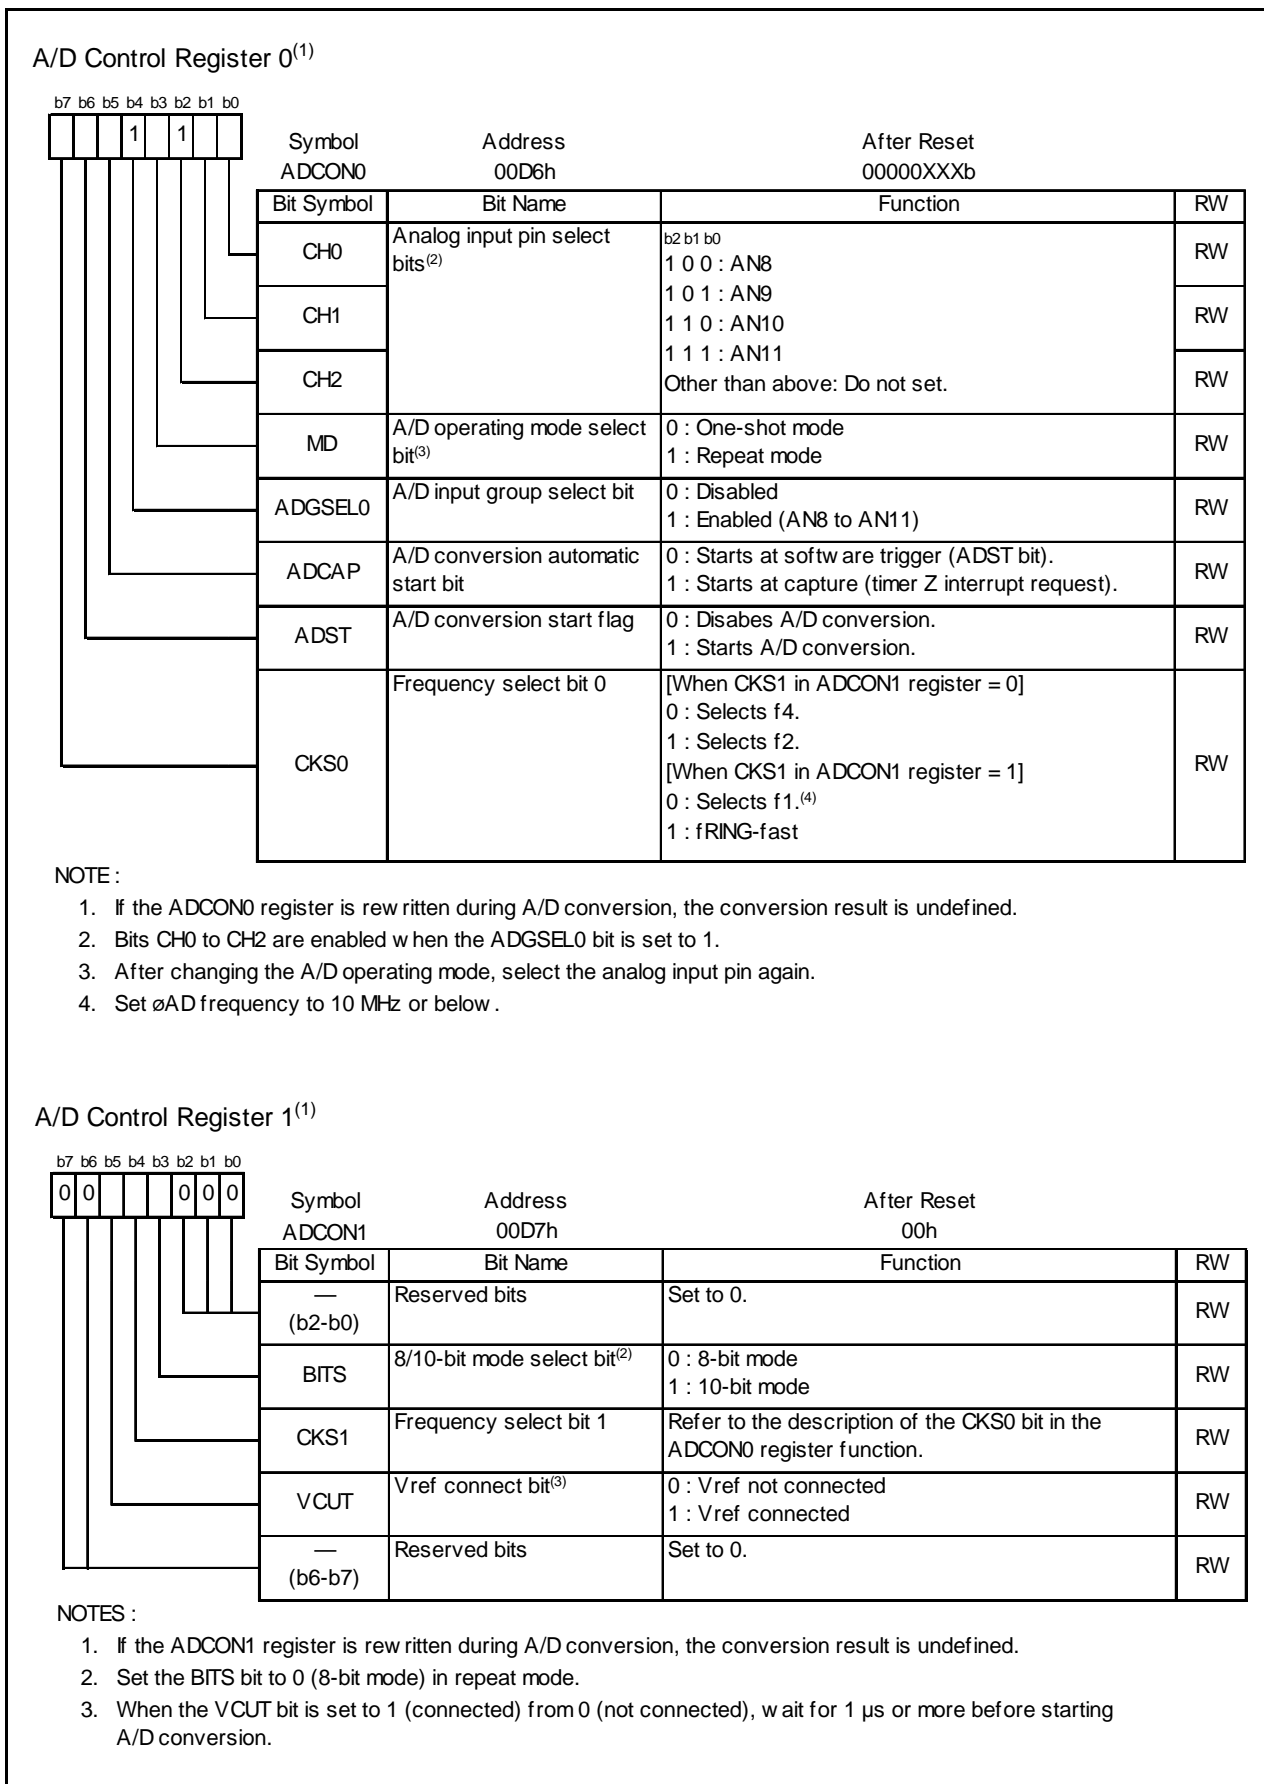 A/D Control Register 0(1)
b7 b6 b5 b4 b3 b2 b1 b0
1 1
Symbol Address After Reset
ADCON0 00D6h 00000XXXb
Bit Symbol Bit Name Function RW
CH0 Analog input pin select bits(2) b2 b1 b0 RW
1 0 0 : AN8
1 0 1 : AN9
CH1 1 1 0 : AN10 RW
1 1 1 : AN11
CH2 Other than above: Do not set. RW
MD A/D operating mode select bit(3) 0 : One-shot mode RW
1 : Repeat mode
ADGSEL0 A/D input group select bit 0 : Disabled RW
1 : Enabled (AN8 to AN11)
ADCAP A/D conversion automatic start bit 0 : Starts at software trigger (ADST bit). RW
1 : Starts at capture (timer Z interrupt request).
ADST A/D conversion start flag 0 : Disabes A/D conversion. RW
1 : Starts A/D conversion.
CKS0 Frequency select bit 0 [When CKS1 in ADCON1 register = 0] RW
0 : Selects f4.
1 : Selects f2.
[When CKS1 in ADCON1 register = 1]
0 : Selects f1.(4)
1 : fRING-fast
NOTE :
1. If the ADCON0 register is rewritten during A/D conversion, the conversion result is undefined.
2. Bits CH0 to CH2 are enabled when the ADGSEL0 bit is set to 1.
3. After changing the A/D operating mode, select the analog input pin again.
4. Set øAD frequency to 10 MHz or below.
A/D Control Register 1(1)
b7 b6 b5 b4 b3 b2 b1 b0
0 0 0 0 0
Symbol Address After Reset
ADCON1 00D7h 00h
Bit Symbol Bit Name Function RW
— (b2-b0) Reserved bits Set to 0. RW
BITS 8/10-bit mode select bit(2) 0 : 8-bit mode RW
1 : 10-bit mode
CKS1 Frequency select bit 1 Refer to the description of the CKS0 bit in the RW
ADCON0 register function.
VCUT Vref connect bit(3) 0 : Vref not connected RW
1 : Vref connected
— (b6-b7) Reserved bits Set to 0. RW
NOTES :
1. If the ADCON1 register is rewritten during A/D conversion, the conversion result is undefined.
2. Set the BITS bit to 0 (8-bit mode) in repeat mode.
3. When the VCUT bit is set to 1 (connected) from 0 (not connected), wait for 1 µs or more before starting
A/D conversion.